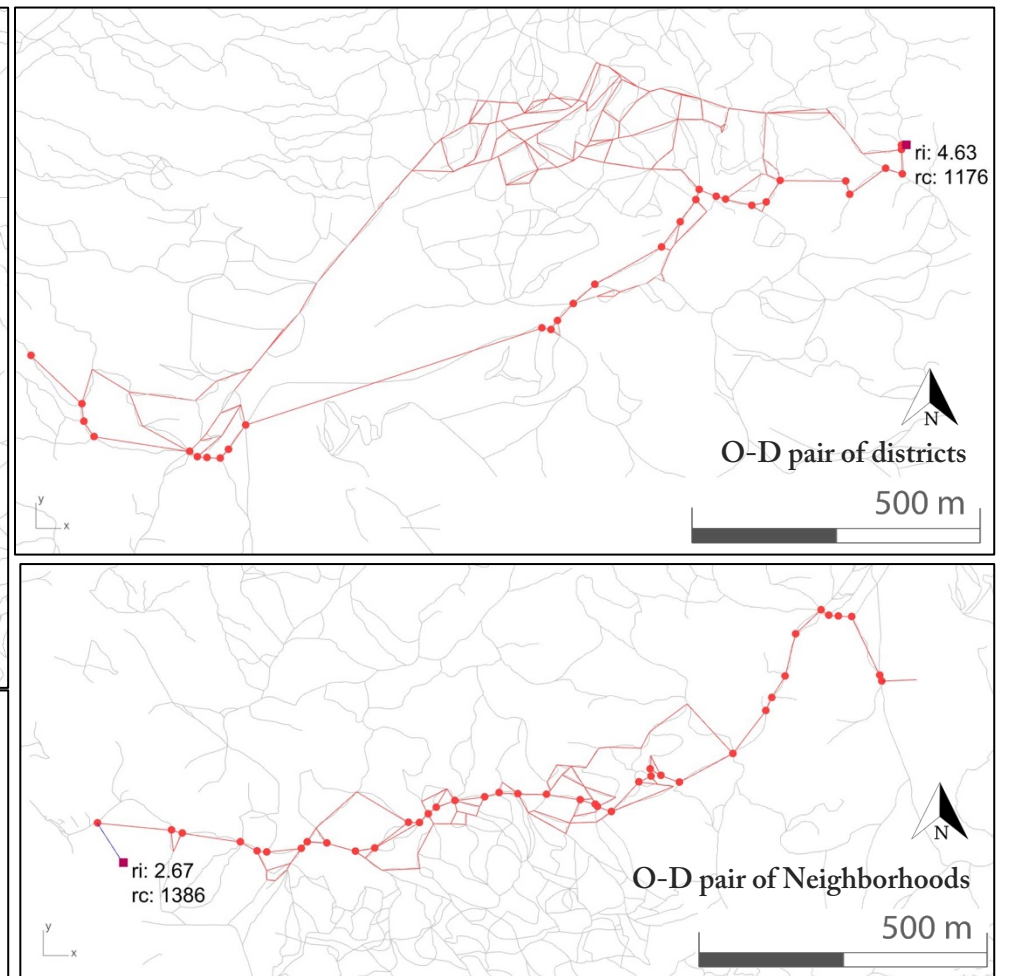 ri: 4.63
rc: 1176
N
O-D pair of districts
500 m
y
x
ri: 2.67
rc: 1386
N
O-D pair of Neighborhoods
500 m
y
x